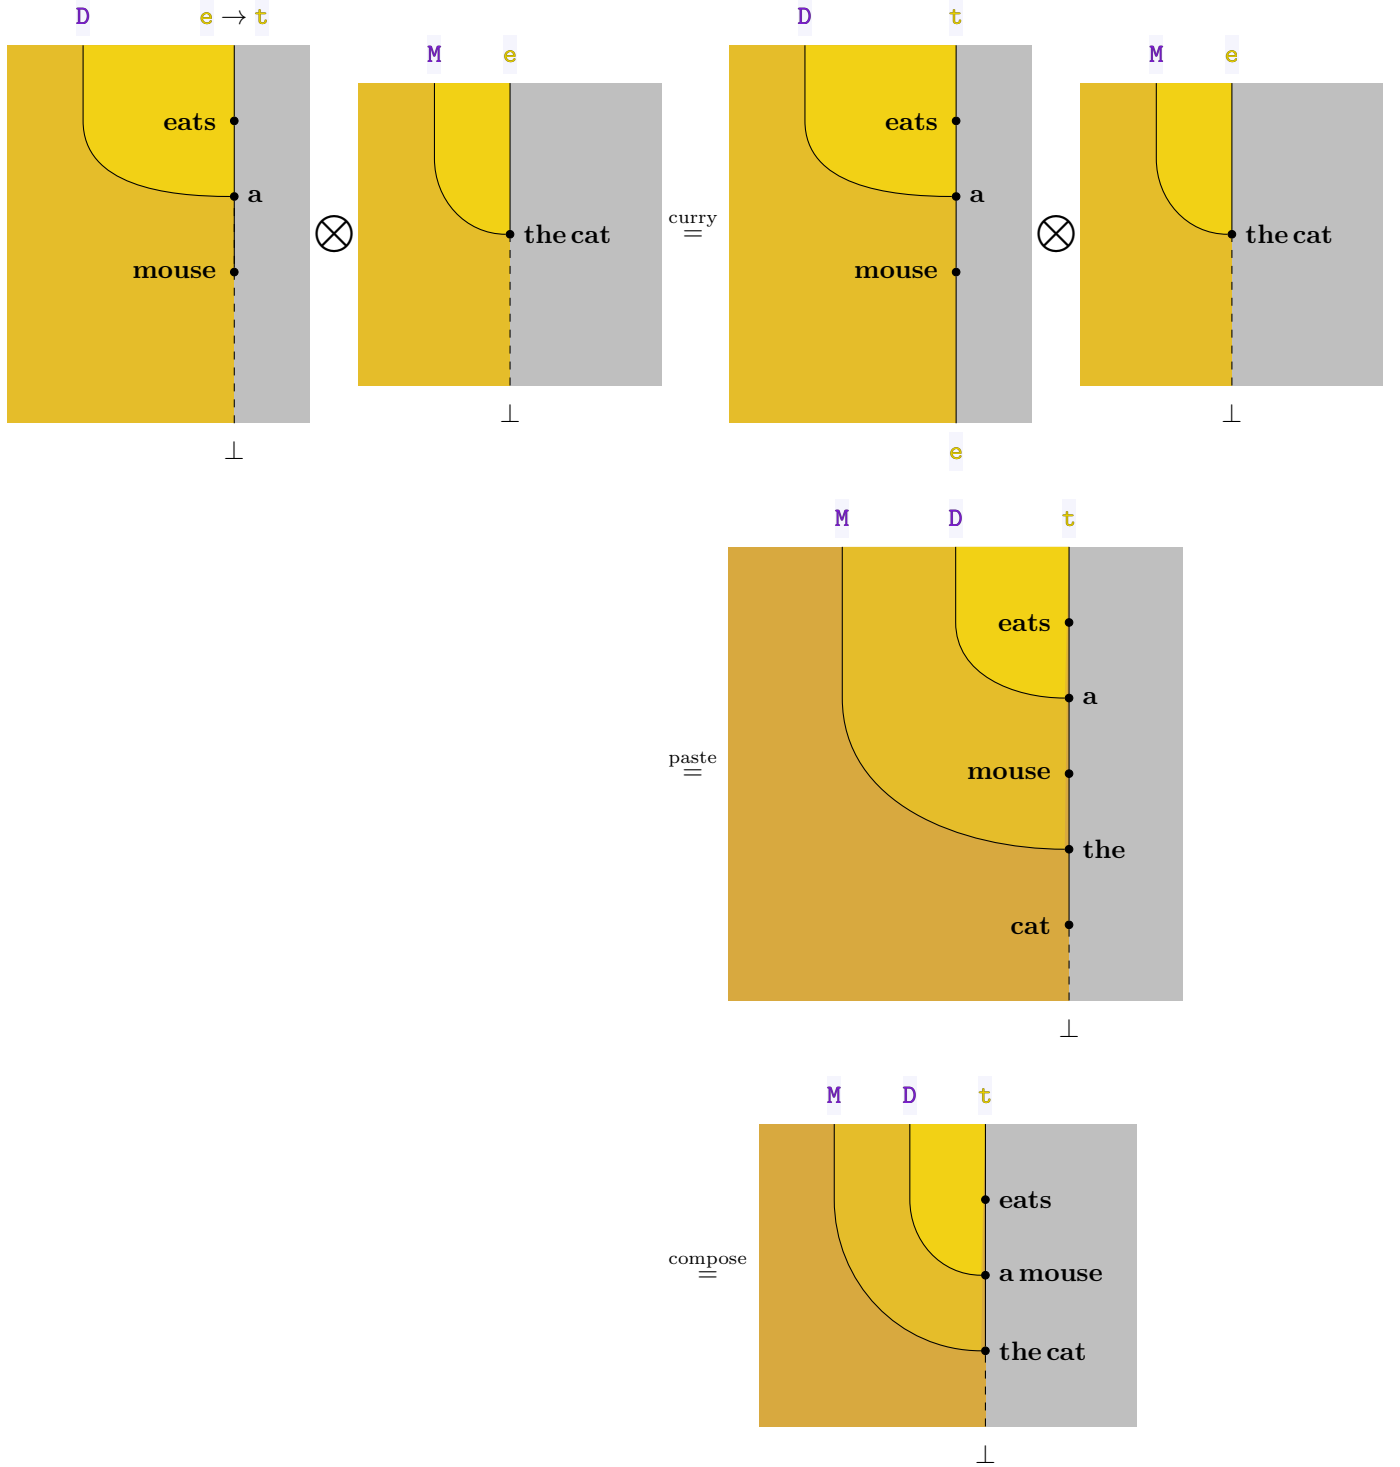 D e → t
M e
eats
a
mouse
⊥
⊗
the cat
⊥
curry
=
D t
M e
eats
a
mouse
e
⊗
the cat
⊥
paste
=
M D t
eats
a
mouse
the
cat
⊥
compose
=
M D t
eats
a mouse
the cat
⊥